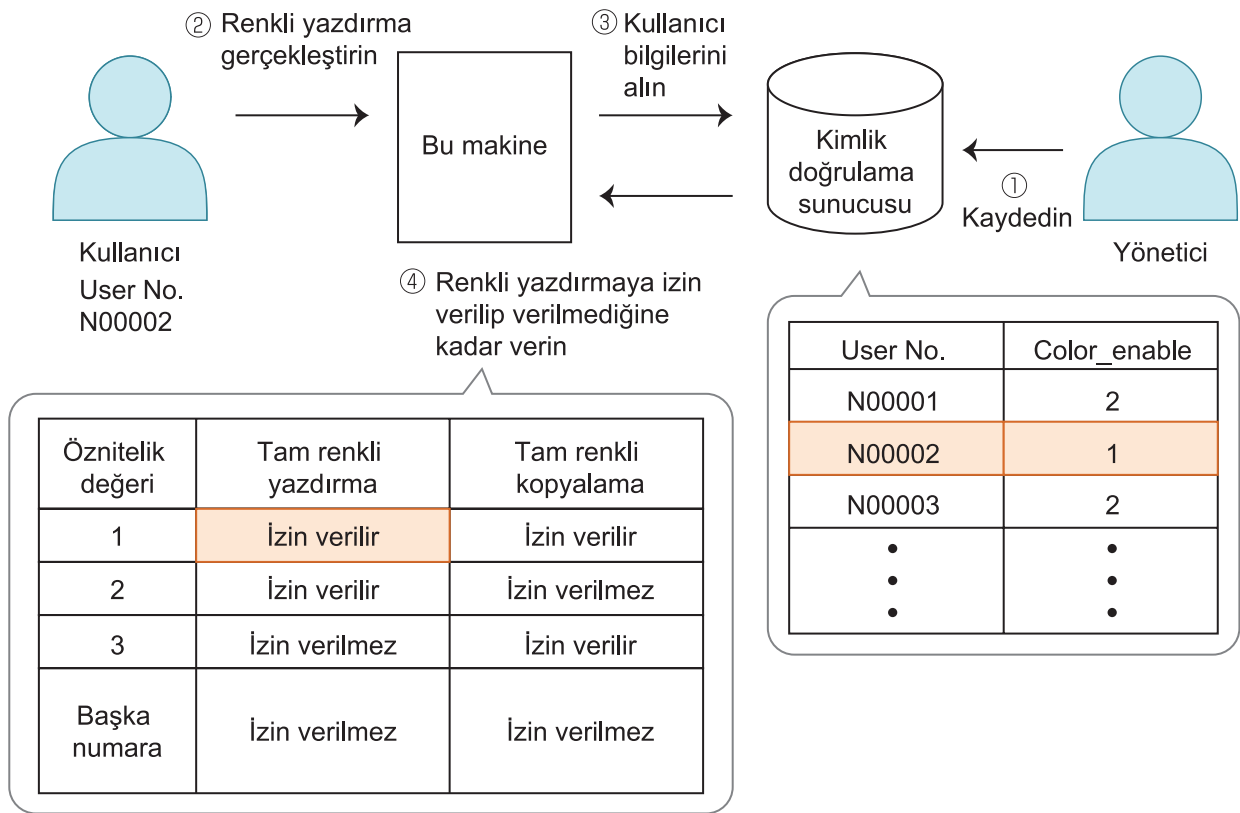 ② Renkli yazdırma
gerçekleştirin
③ Kullanıcı
bilgilerini
alın
Bu makine
Kimlik
doğrulama
sunucusu
①
Kaydedin
Kullanıcı
User No.
N00002
Yönetici
④ Renkli yazdırmaya izin
verilip verilmediğine
kadar verin
User No. Color_enable
N00001 2
N00002 1
N00003 2
Öznitelik
değeri
Tam renkli
yazdırma
Tam renkli
kopyalama
1 İzin verilir İzin verilir
2 İzin verilir İzin verilmez
3 İzin verilmez İzin verilir
Başka
numara
İzin verilmez İzin verilmez